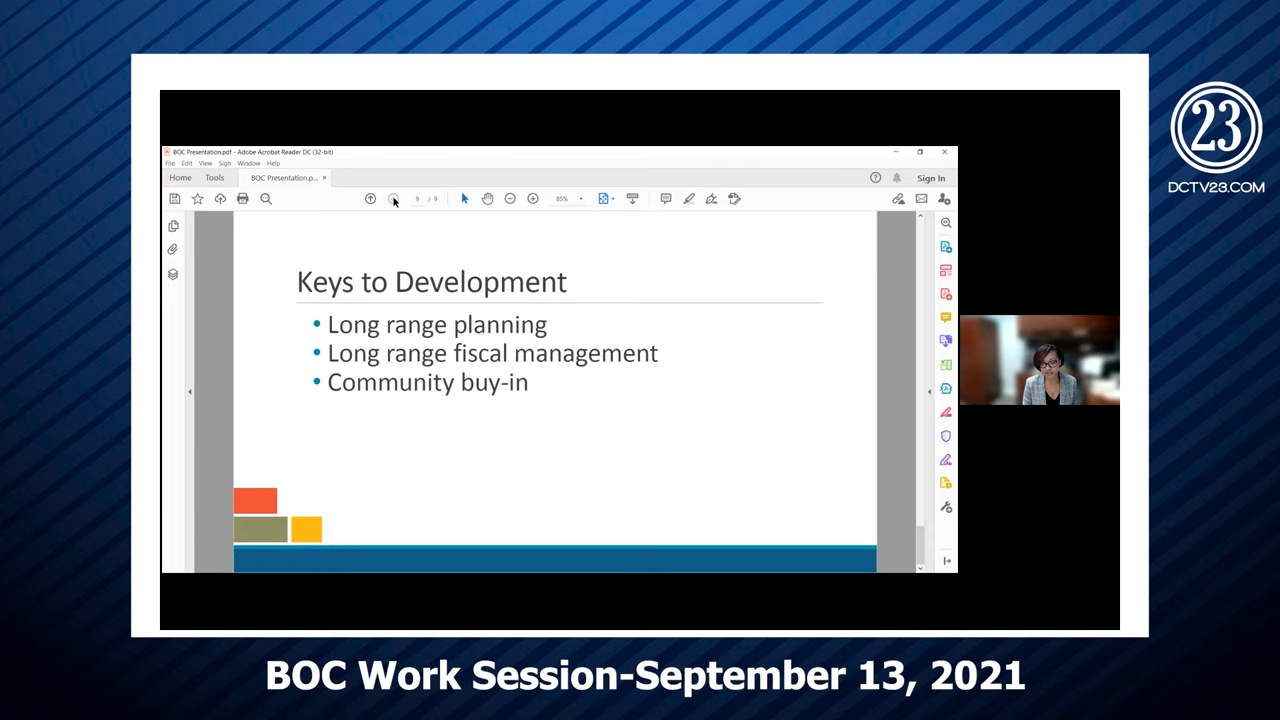 23
DCTV23.COM
BOC Presentation.pdf - Adobe Acrobat Reader DC (32-bit)
File Edit View Sign Window Help
Home Tools BOC Presentation.p... ×
Sign In
9 / 9
85%
Keys to Development
• Long range planning
• Long range fiscal management
• Community buy-in
BOC Work Session-September 13, 2021